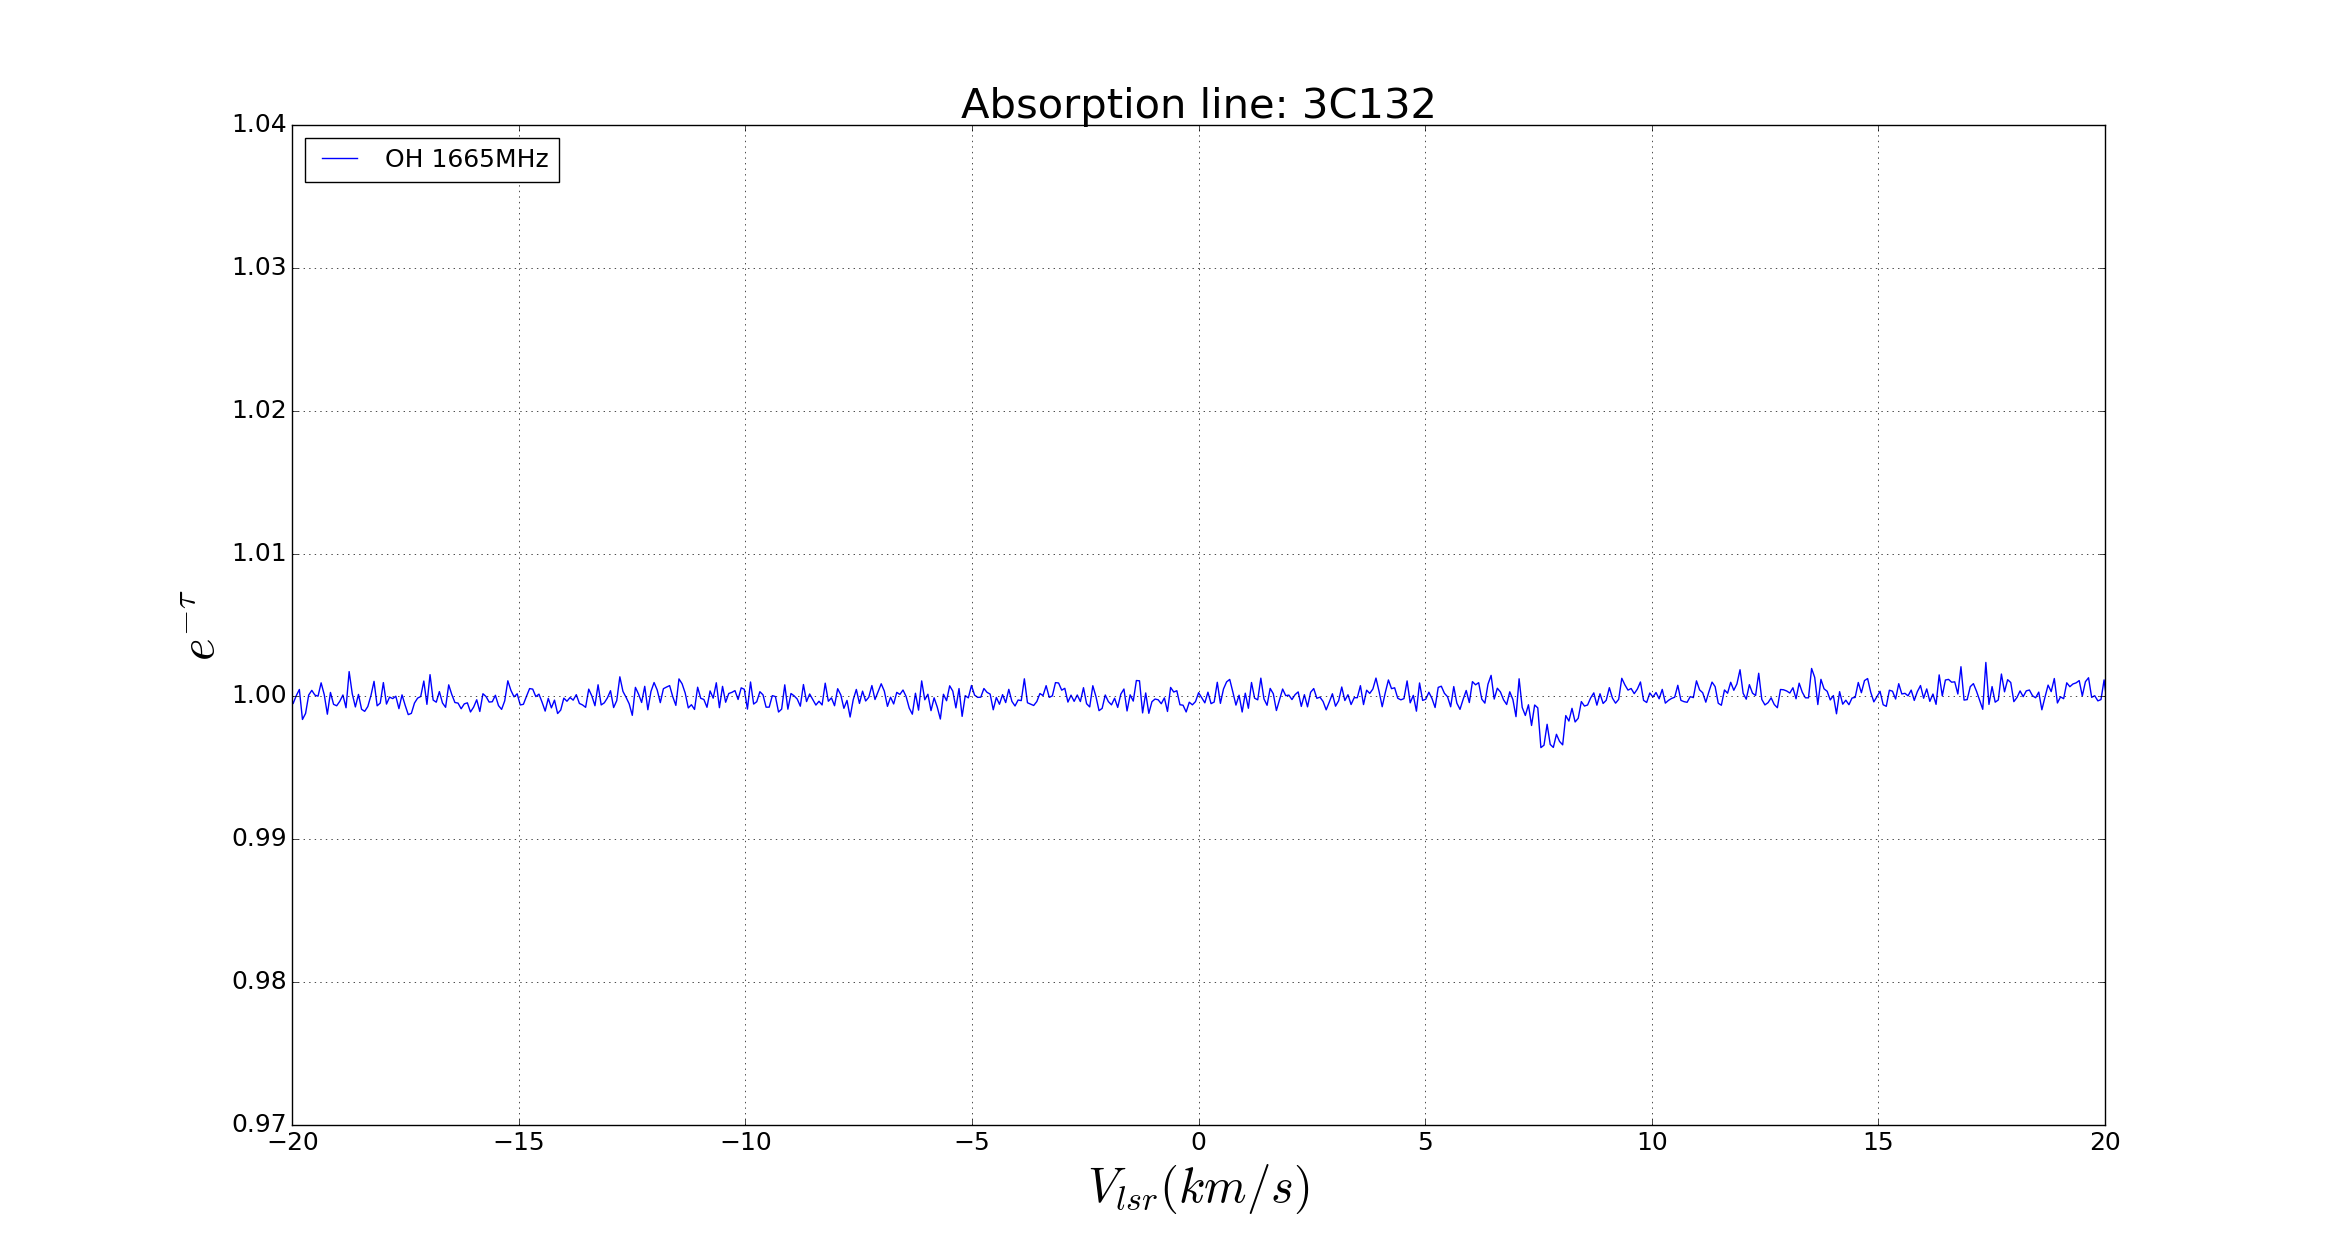 Absorption line: 3C132
OH 1665MHz
1.04
1.03
1.02
1.01
1.00
0.99
0.98
0.97
e^{-τ}
−20 −15 −10 −5 0 5 10 15 20
V_{lsr}(km/s)